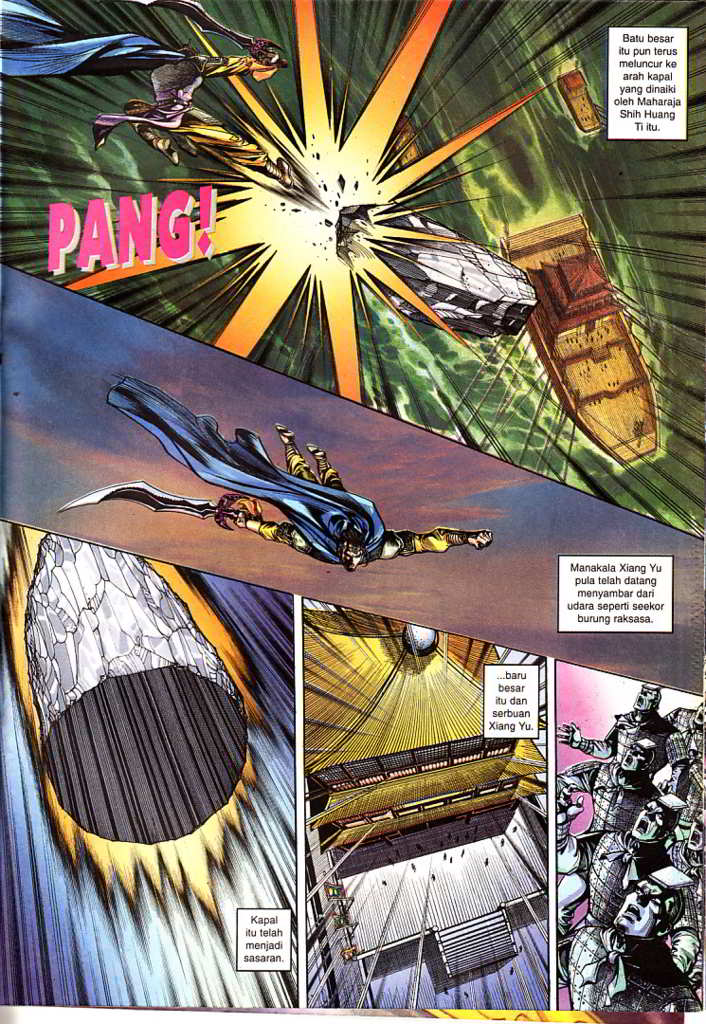 Batu besar
itu pun terus
meluncur ke
arah kapal
yang dinaiki
oleh Maharaja
Shih Huang
Ti itu.
PANG!
Manakala Xiang Yu
pula telah datang
menyambar dari
udara seperti seekor
burung raksasa.
Kapal
itu telah
menjadi
sasaran.
...baru
besar
itu dan
serbuan
Xiang Yu.